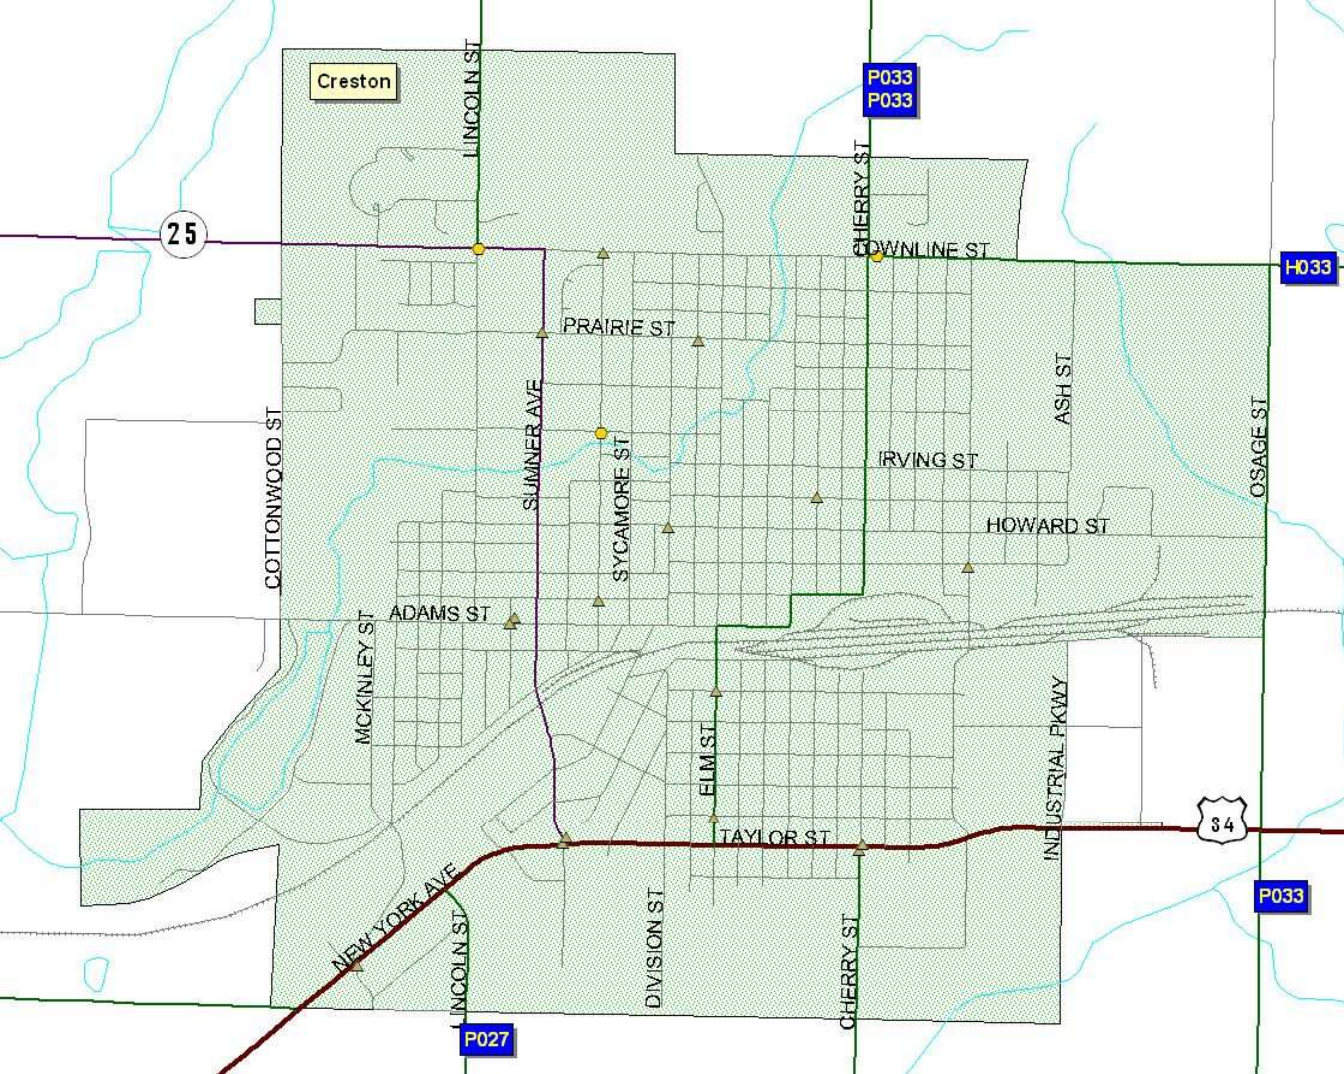 LINCOLN ST
Creston
P033
P033
CHERRY ST
25
TOWNLINE ST
H033
PRAIRIE ST
ASH ST
SUMNER AVE
COTTONWOOD ST
OSAGE ST
SYCAMORE ST
IRVING ST
HOWARD ST
ADAMS ST
MCKINLEY ST
INDUSTRIAL PKWY
ELM ST
TAYLOR ST
34
NEW YORK AVE
P033
LINCOLN ST
DIVISION ST
CHERRY ST
P027